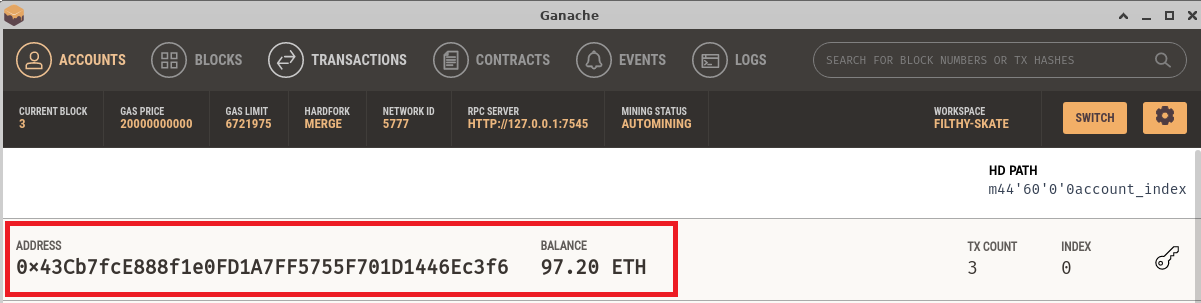 Ganache
ACCOUNTS BLOCKS TRANSACTIONS CONTRACTS EVENTS LOGS SEARCH FOR BLOCK NUMBERS OR TX HASHES
CURRENT BLOCK GAS PRICE GAS LIMIT HARDFORK NETWORK ID RPC SERVER MINING STATUS WORKSPACE
3 20000000000 6721975 MERGE 5777 HTTP://127.0.0.1:7545 AUTOMINING FILTHY-SKATE SWITCH
HD PATH
m44'60'0'0account_index
ADDRESS BALANCE TX COUNT INDEX
0×43Cb7fcE888f1e0FD1A7FF5755F701D1446Ec3f6 97.20 ETH 3 0